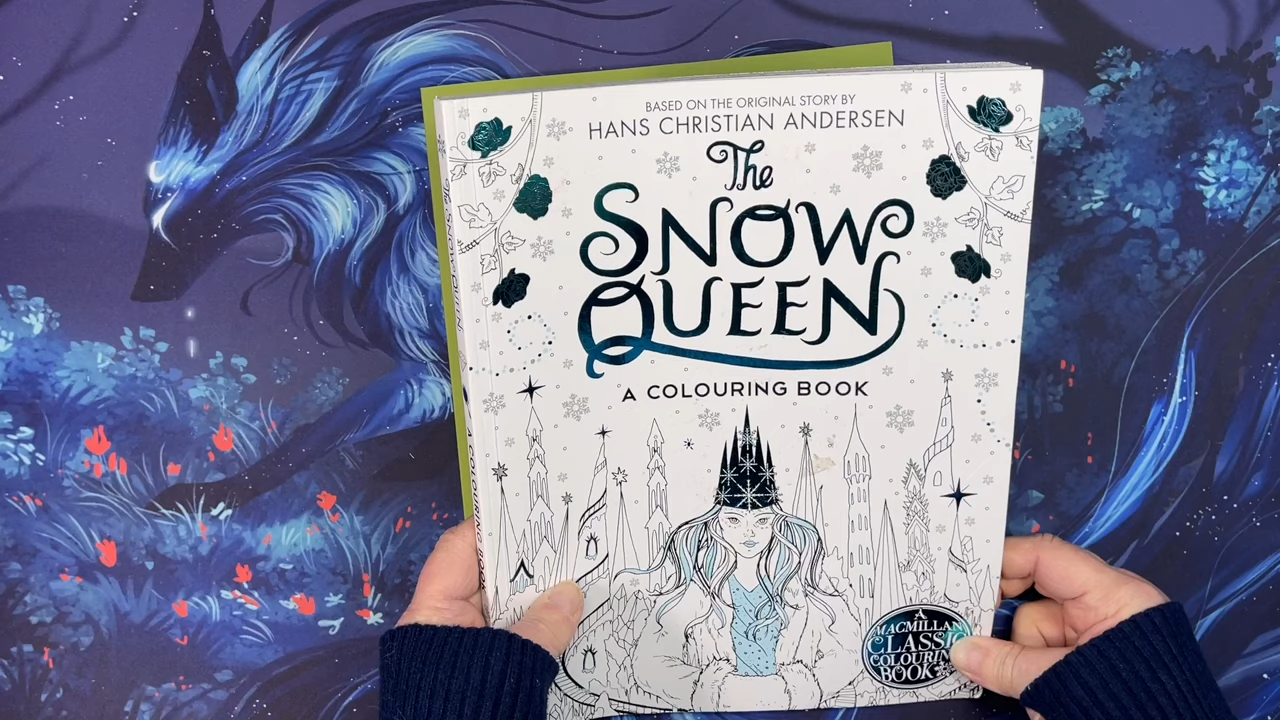 BASED ON THE ORIGINAL STORY BY
HANS CHRISTIAN ANDERSEN
The
SNOW
QUEEN
A COLOURING BOOK
A
MACMILLAN
CLASSIC
COLOURING
BOOK